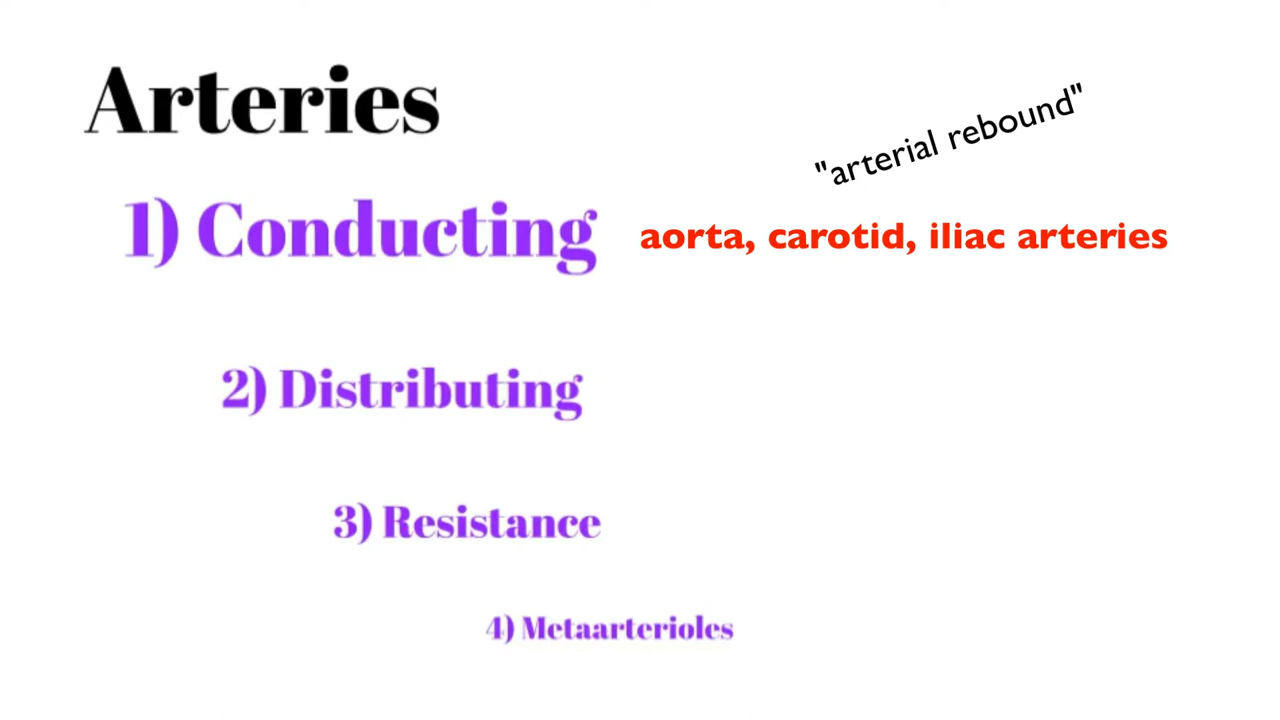 Arteries
"arterial rebound"
1) Conducting aorta, carotid, iliac arteries
2) Distributing
3) Resistance
4) Metaarterioles